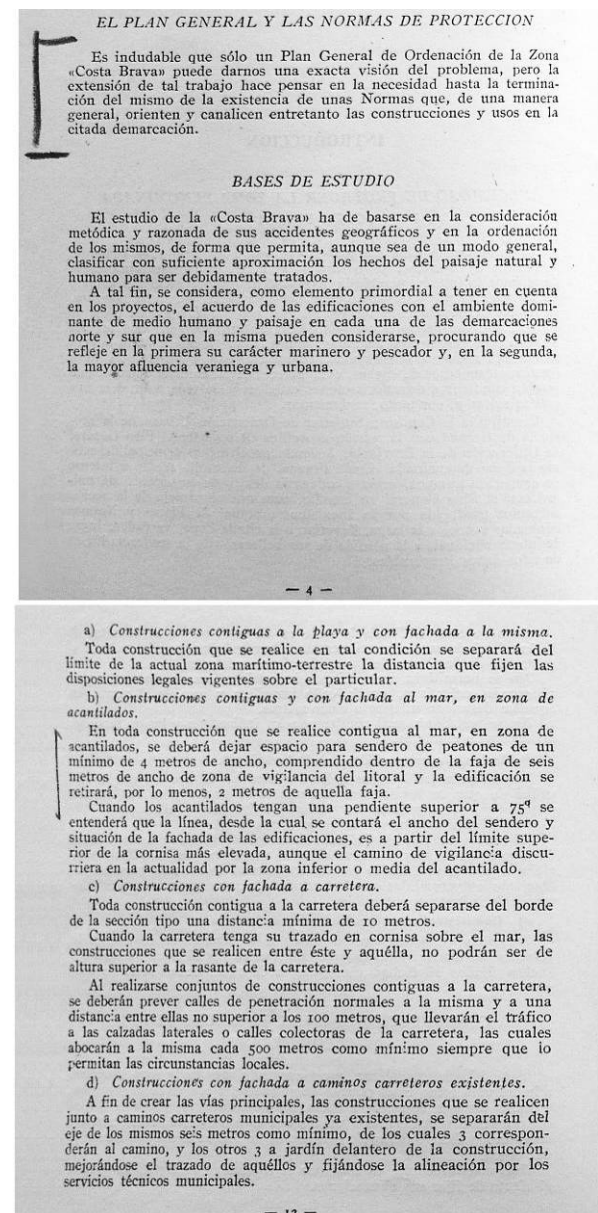 EL PLAN GENERAL Y LAS NORMAS DE PROTECCION
Es indudable que sólo un Plan General de Ordenación de la Zona
«Costa Brava» puede darnos una exacta visión del problema, pero la
extensión de tal trabajo hace pensar en la necesidad hasta la termina-
ción del mismo de la existencia de unas Normas que, de una manera
general, orienten y canalicen entretanto las construcciones y usos en la
citada demarcación.
BASES DE ESTUDIO
El estudio de la «Costa Brava» ha de basarse en la consideración
metódica y razonada de sus accidentes geográficos y en la ordenación
de los mismos, de forma que permita, aunque sea de un modo general,
clasificar con suficiente aproximación los hechos del paisaje natural y
humano para ser debidamente tratados.
A tal fin, se considera, como elemento primordial a tener en cuenta
en los proyectos, el acuerdo de las edificaciones con el ambiente domi-
nante de medio humano y paisaje en cada una de las demarcaciones
norte y sur que en la misma pueden considerarse, procurando que se
refleje en la primera su carácter marinero y pescador y, en la segunda,
la mayor afluencia veraniega y urbana.
— 4 —
a) Construcciones contiguas a la playa y con fachada a la misma.
Toda construcción que se realice en tal condición se separará del
límite de la actual zona marítimo-terrestre la distancia que fijen las
disposiciones legales vigentes sobre el particular.
b) Construcciones contiguas y con fachada al mar, en zona de
acantilados.
En toda construcción que se realice contigua al mar, en zona de
acantilados, se deberá dejar espacio para sendero de peatones de un
mínimo de 4 metros de ancho, comprendido dentro de la faja de seis
metros de ancho de zona de vigilancia del litoral y la edificación se
retirará, por lo menos, 2 metros de aquella faja.
Cuando los acantilados tengan una pendiente superior a 75º se
entenderá que la línea, desde la cual se contará el ancho del sendero y
situación de la fachada de las edificaciones, es a partir del límite supe-
rior de la cornisa más elevada, aunque el camino de vigilancia discu-
rriera en la actualidad por la zona inferior o media del acantilado.
c) Construcciones con fachada a carretera.
Toda construcción contigua a la carretera deberá separarse del borde
de la sección tipo una distancia mínima de 10 metros.
Cuando la carretera tenga su trazado en cornisa sobre el mar, las
construcciones que se realicen entre éste y aquélla, no podrán ser de
altura superior a la rasante de la carretera.
Al realizarse conjuntos de construcciones contiguas a la carretera,
se deberán prever calles de penetración normales a la misma y a una
distancia entre ellas no superior a los 100 metros, que llevarán el tráfico
a las calzadas laterales o calles colectoras de la carretera, las cuales
abocarán a la misma cada 500 metros como mínimo siempre que lo
permitan las circunstancias locales.
d) Construcciones con fachada a caminos carreteros existentes.
A fin de crear las vías principales, las construcciones que se realicen
junto a caminos carreteros municipales ya existentes, se separarán del
eje de los mismos seis metros como mínimo, de los cuales 3 correspon-
derán al camino, y los otros 3 a jardín delantero de la construcción,
mejorándose el trazado de aquéllos y fijándose la alineación por los
servicios técnicos municipales.